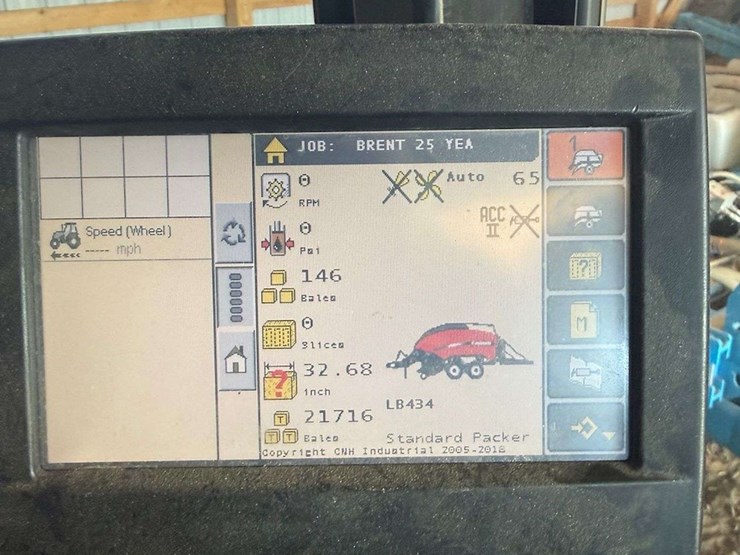 JOB: BRENT 25 YEA
0
RPM
Auto 65
ACC
II
Speed (Wheel)
----- mph
0
Psi
146
Bales
?
0
Slices
M
32.68
?
inch
LB434
21716
T
T T Bales
Standard Packer
Copyright CNH Industrial 2005-2018